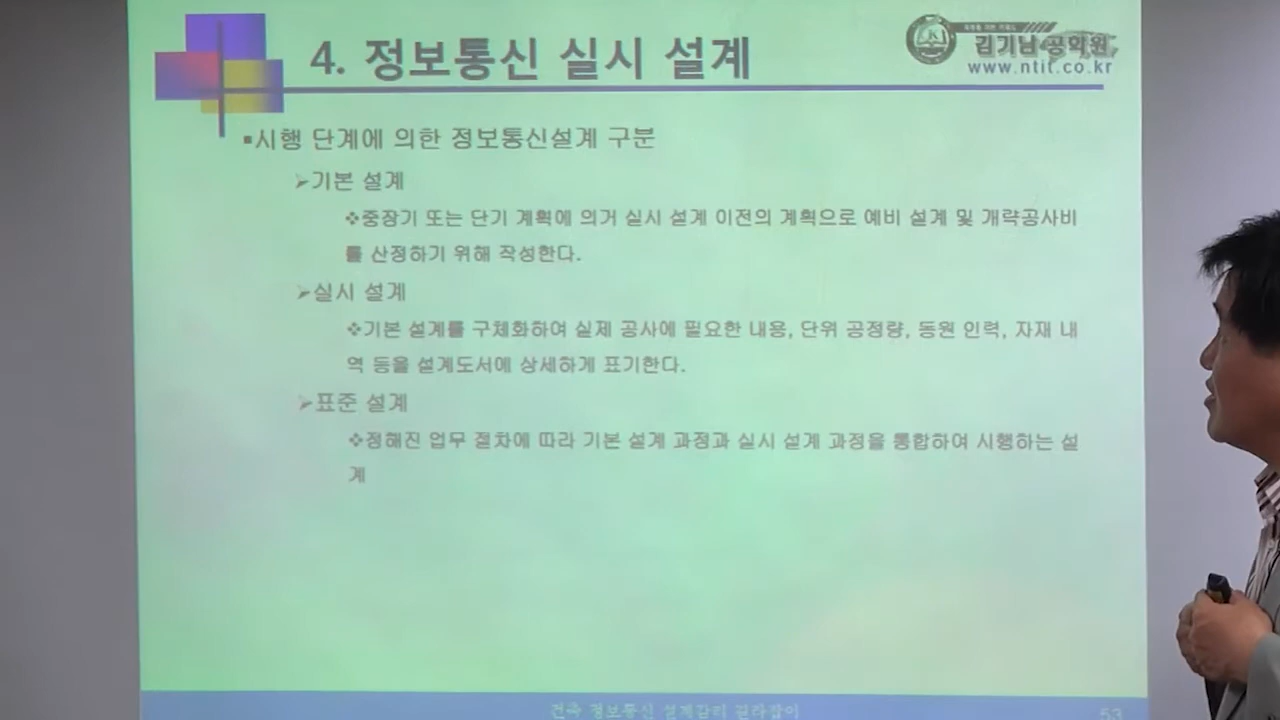 4. 정보통신 실시 설계
김기남 공학원
www.ntit.co.kr
▪시행 단계에 의한 정보통신설계 구분
➢기본 설계
❖중장기 또는 단기 계획에 의거 실시 설계 이전의 계획으로 예비 설계 및 개략공사비
를 산정하기 위해 작성한다.
➢실시 설계
❖기본 설계를 구체화하여 실제 공사에 필요한 내용, 단위 공정량, 동원 인력, 자재 내
역 등을 설계도서에 상세하게 표기한다.
➢표준 설계
❖정해진 업무 절차에 따라 기본 설계 과정과 실시 설계 과정을 통합하여 시행하는 설
계
건축 정보통신 설계감리 길라잡이
53